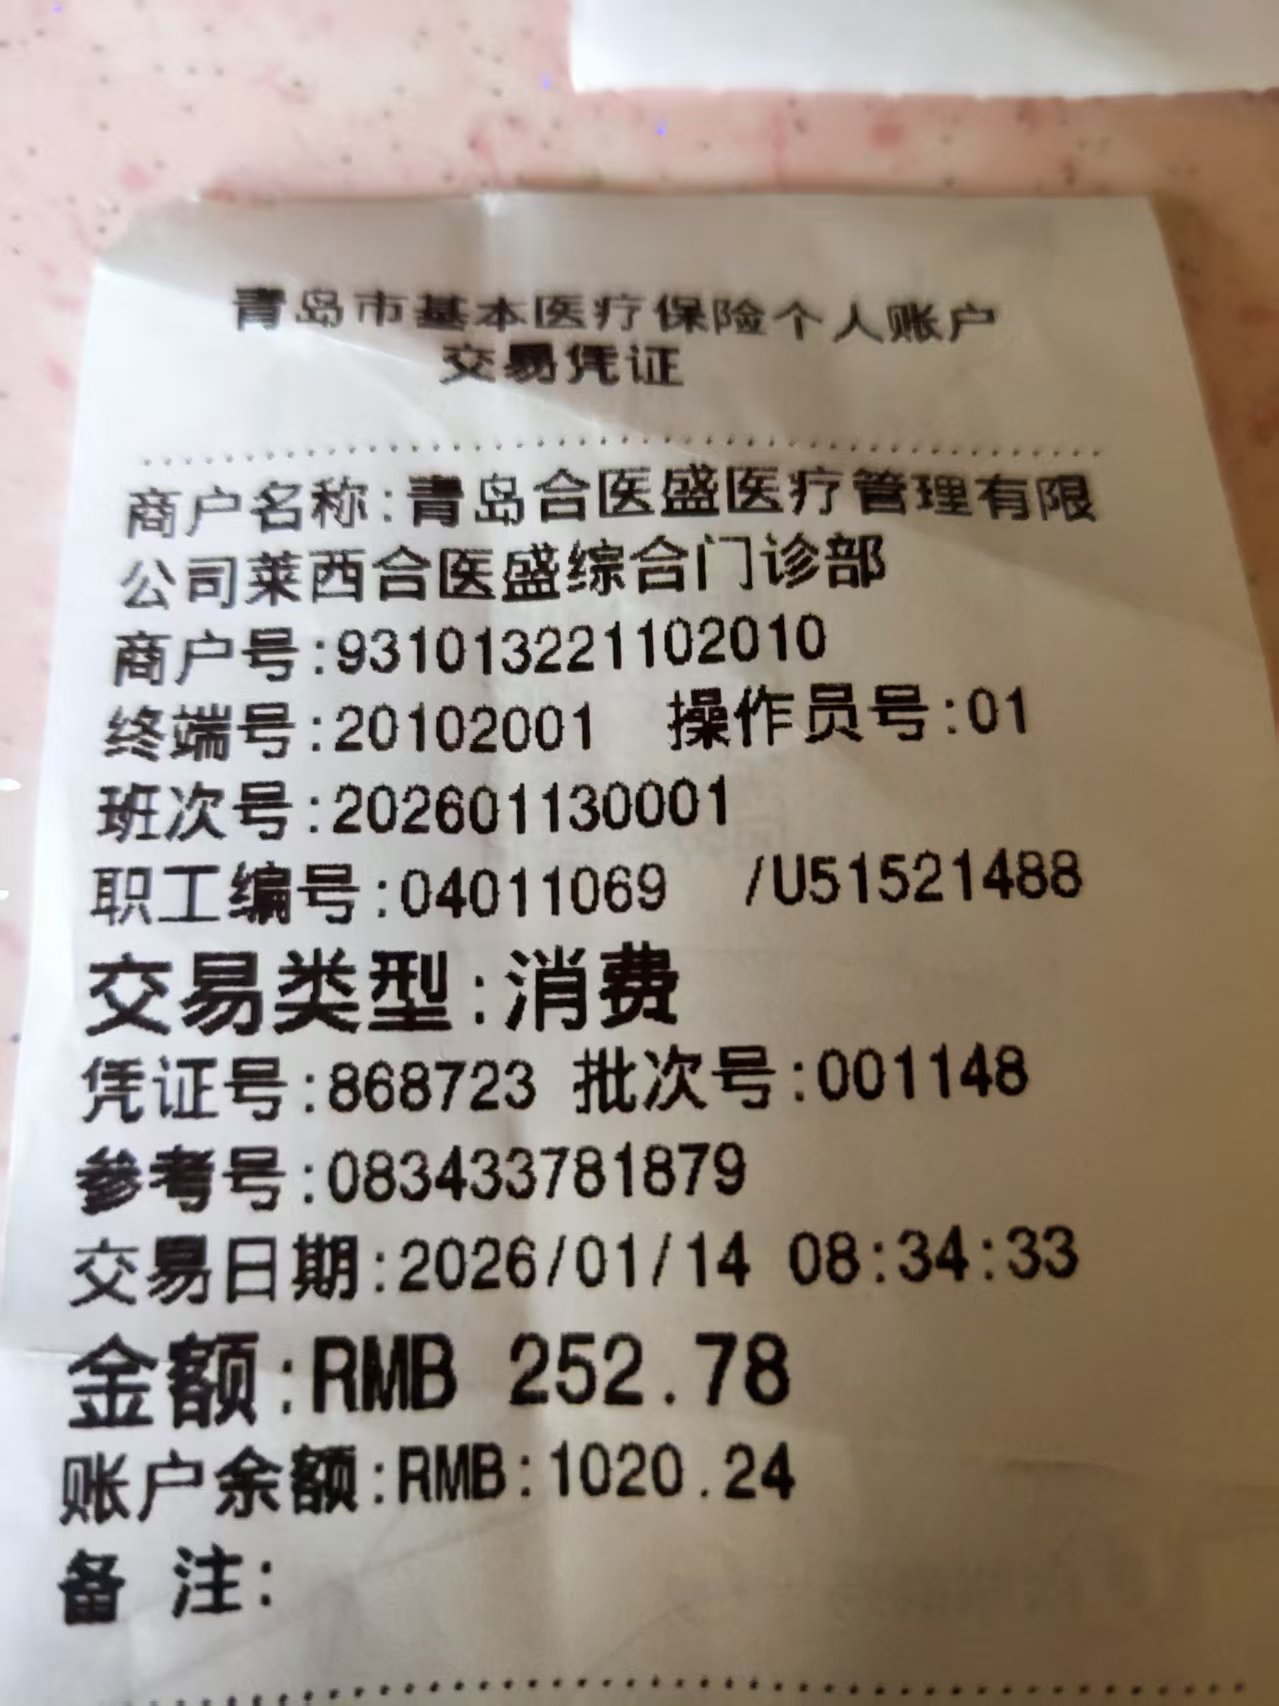 青岛市基本医疗保险个人账户
交易凭证
商户名称:青岛合医盛医疗管理有限
公司莱西合医盛综合门诊部
商户号:931013221102010
终端号:20102001 操作员号:01
班次号:202601130001
职工编号:04011069 /U51521488
交易类型:消费
凭证号:868723 批次号:001148
参考号:083433781879
交易日期:2026/01/14 08:34:33
金额:RMB 252.78
账户余额:RMB:1020.24
备 注: